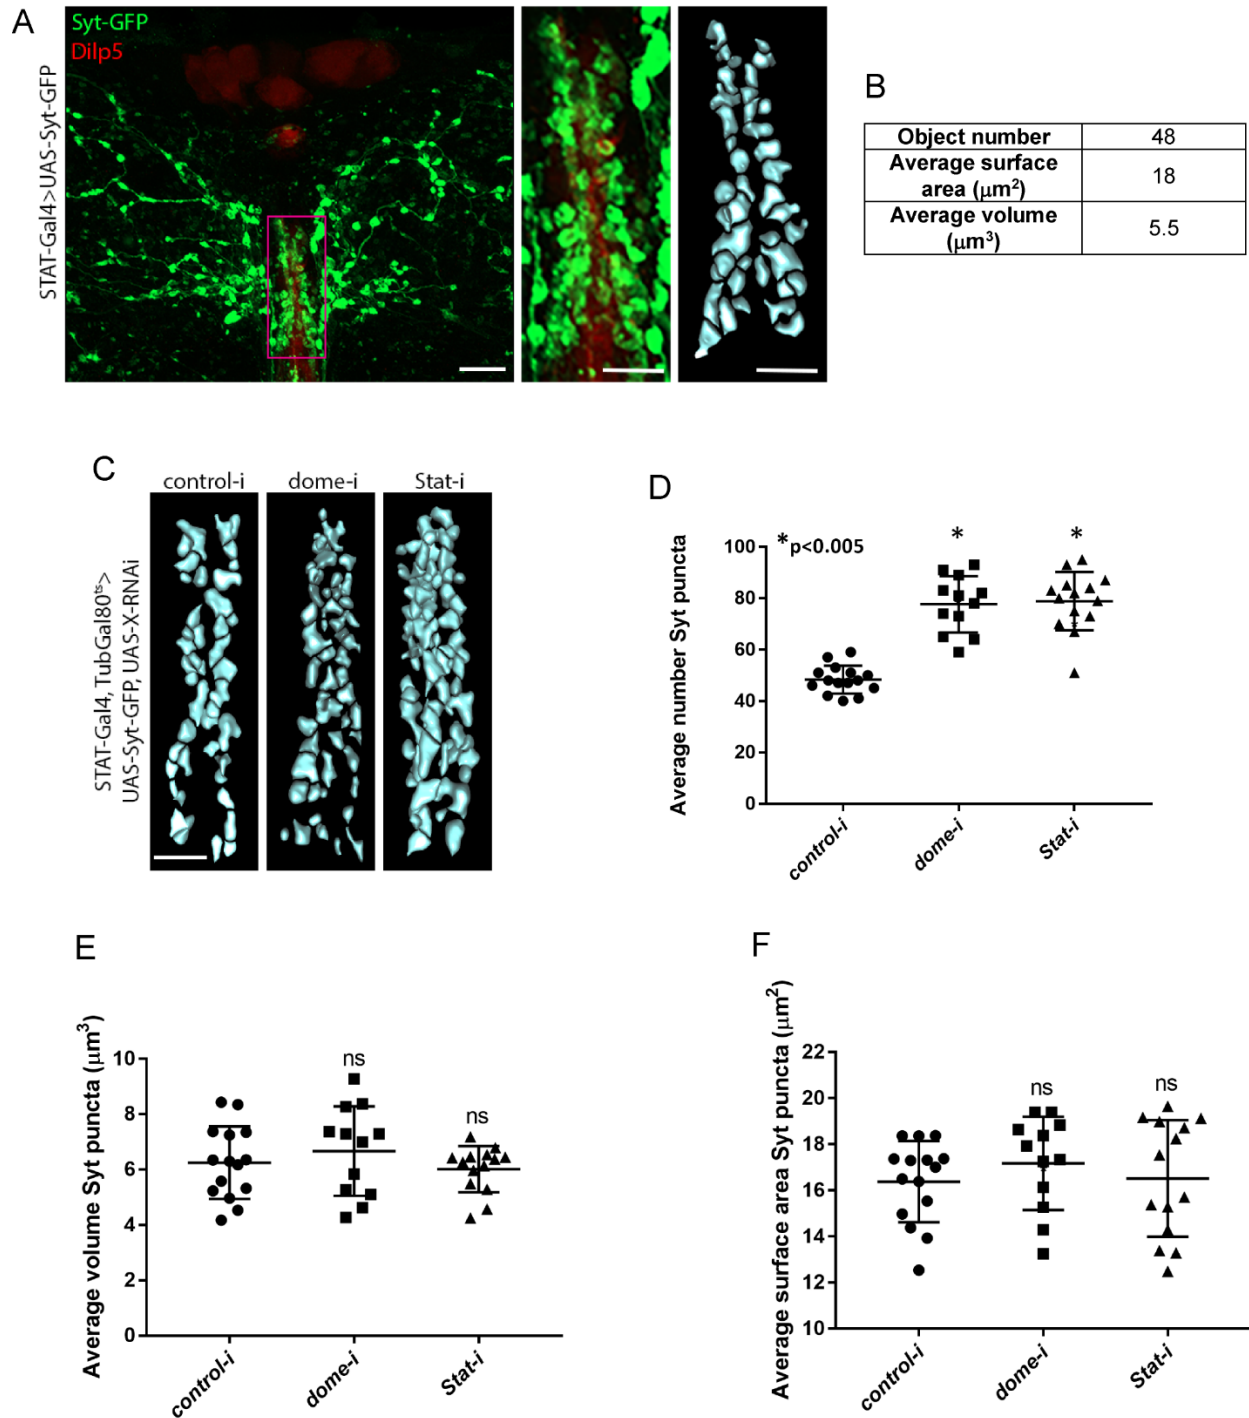 A
Syt-GFP
Dilp5
STAT-Gal4>UAS-Syt-GFP
B
Object number 48
Average surface
area (μm²) 18
Average volume
(μm³) 5.5
C
control-i dome-i Stat-i
STAT-Gal4, TubGal80ᵗˢ>
UAS-Syt-GFP, UAS-X-RNAi
D
*p<0.005
* *
Average number Syt puncta
100
80
60
40
20
0
control-i dome-i Stat-i
E
Average volume Syt puncta (μm³)
10
8
6
4
2
0
ns
ns
control-i dome-i Stat-i
F
Average surface area Syt puncta (μm²)
22
20
18
16
14
12
10
ns ns
control-i dome-i Stat-i